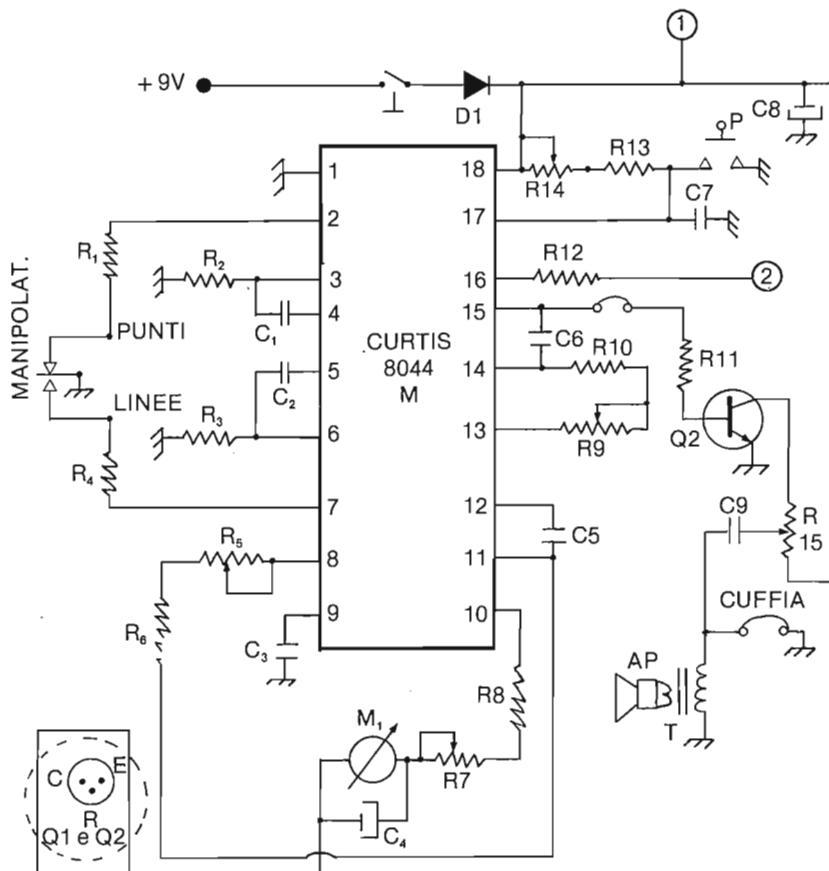 1
+ 9V
D1
C8
P
R13
R14
C7
1
18
2
17
R1
R2
3
16
R12
2
4
15
C1
MANIPOLAT.
PUNTI
CURTIS
8044
M
C6
R10
R11
5
14
C2
LINEE
R3
6
13
R9
Q2
R4
7
12
C5
C9
R
15
R5
8
11
CUFFIA
9
10
R6
C3
R8
AP
T
M1
R7
C4
C
E
R
Q1 e Q2